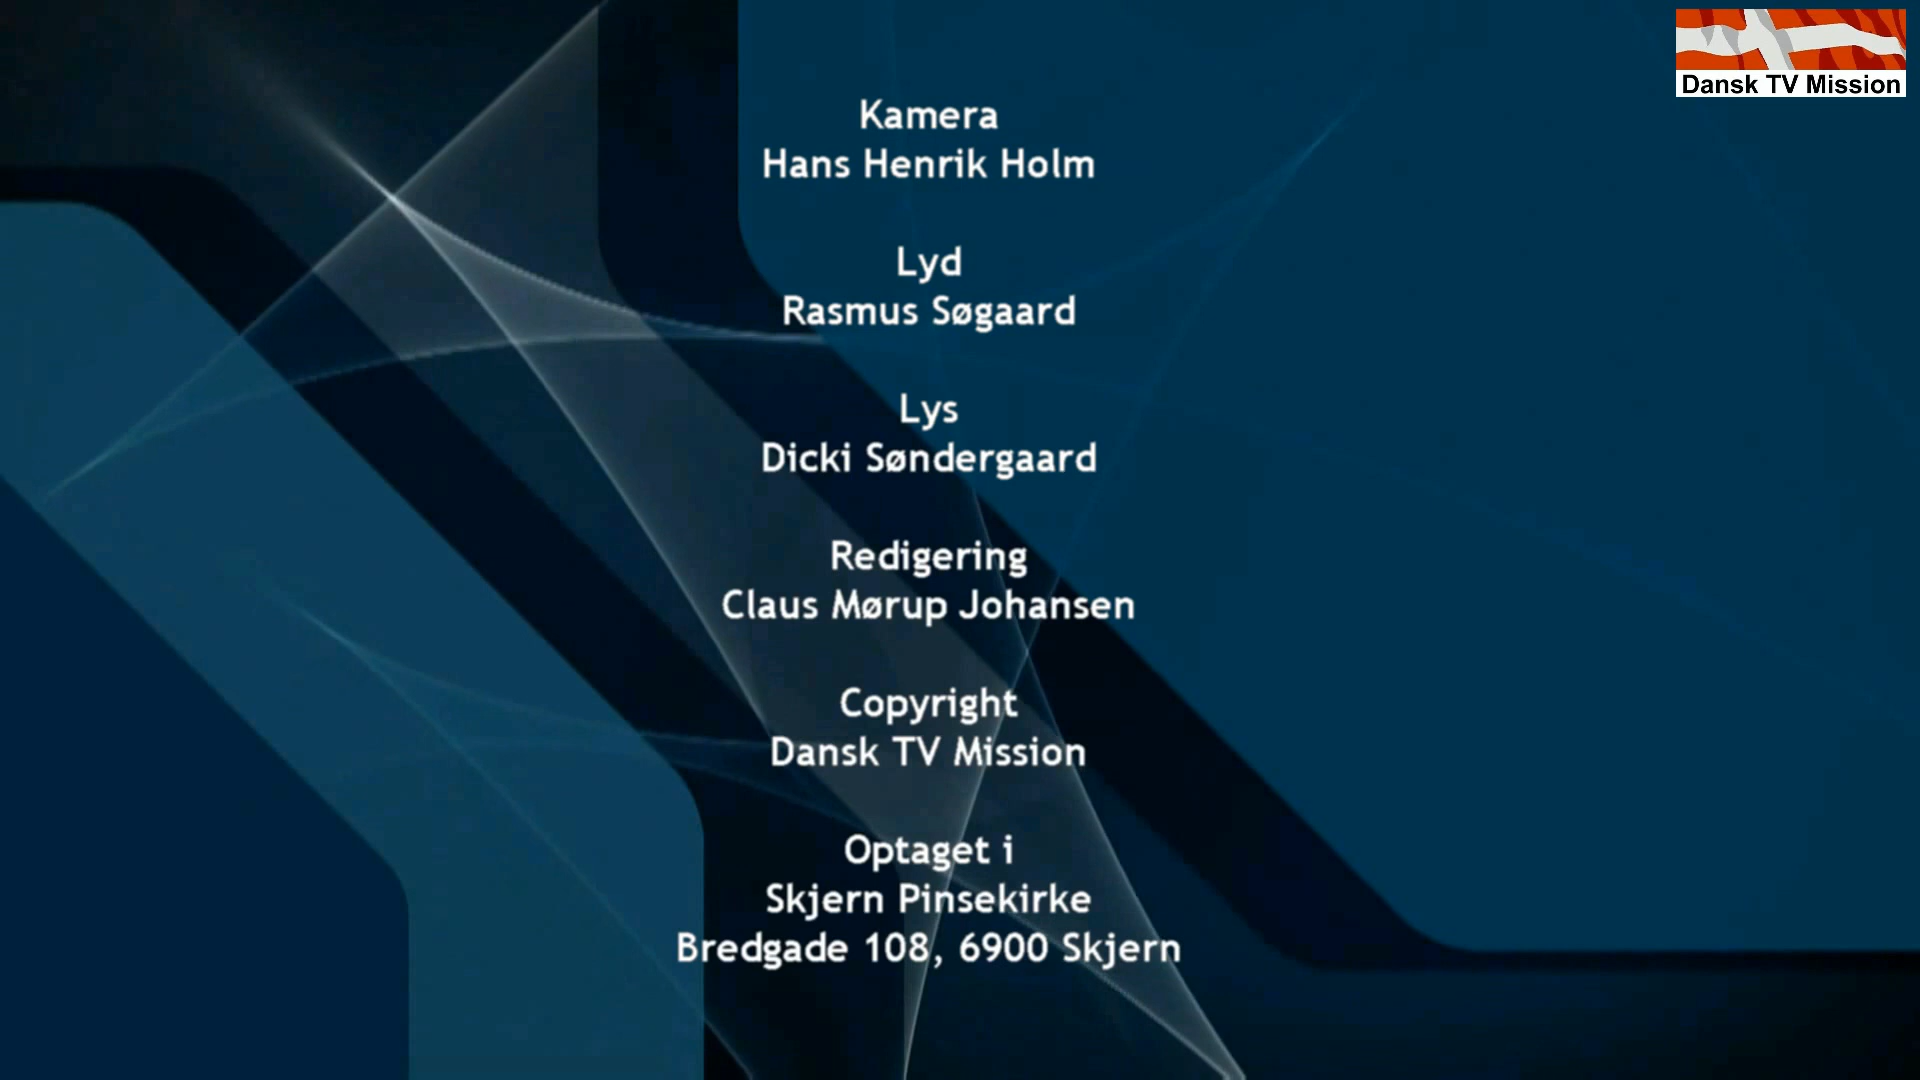 Dansk TV Mission
Kamera
Hans Henrik Holm
Lyd
Rasmus Søgaard
Lys
Dicki Søndergaard
Redigering
Claus Mørup Johansen
Copyright
Dansk TV Mission
Optaget i
Skjern Pinsekirke
Bredgade 108, 6900 Skjern